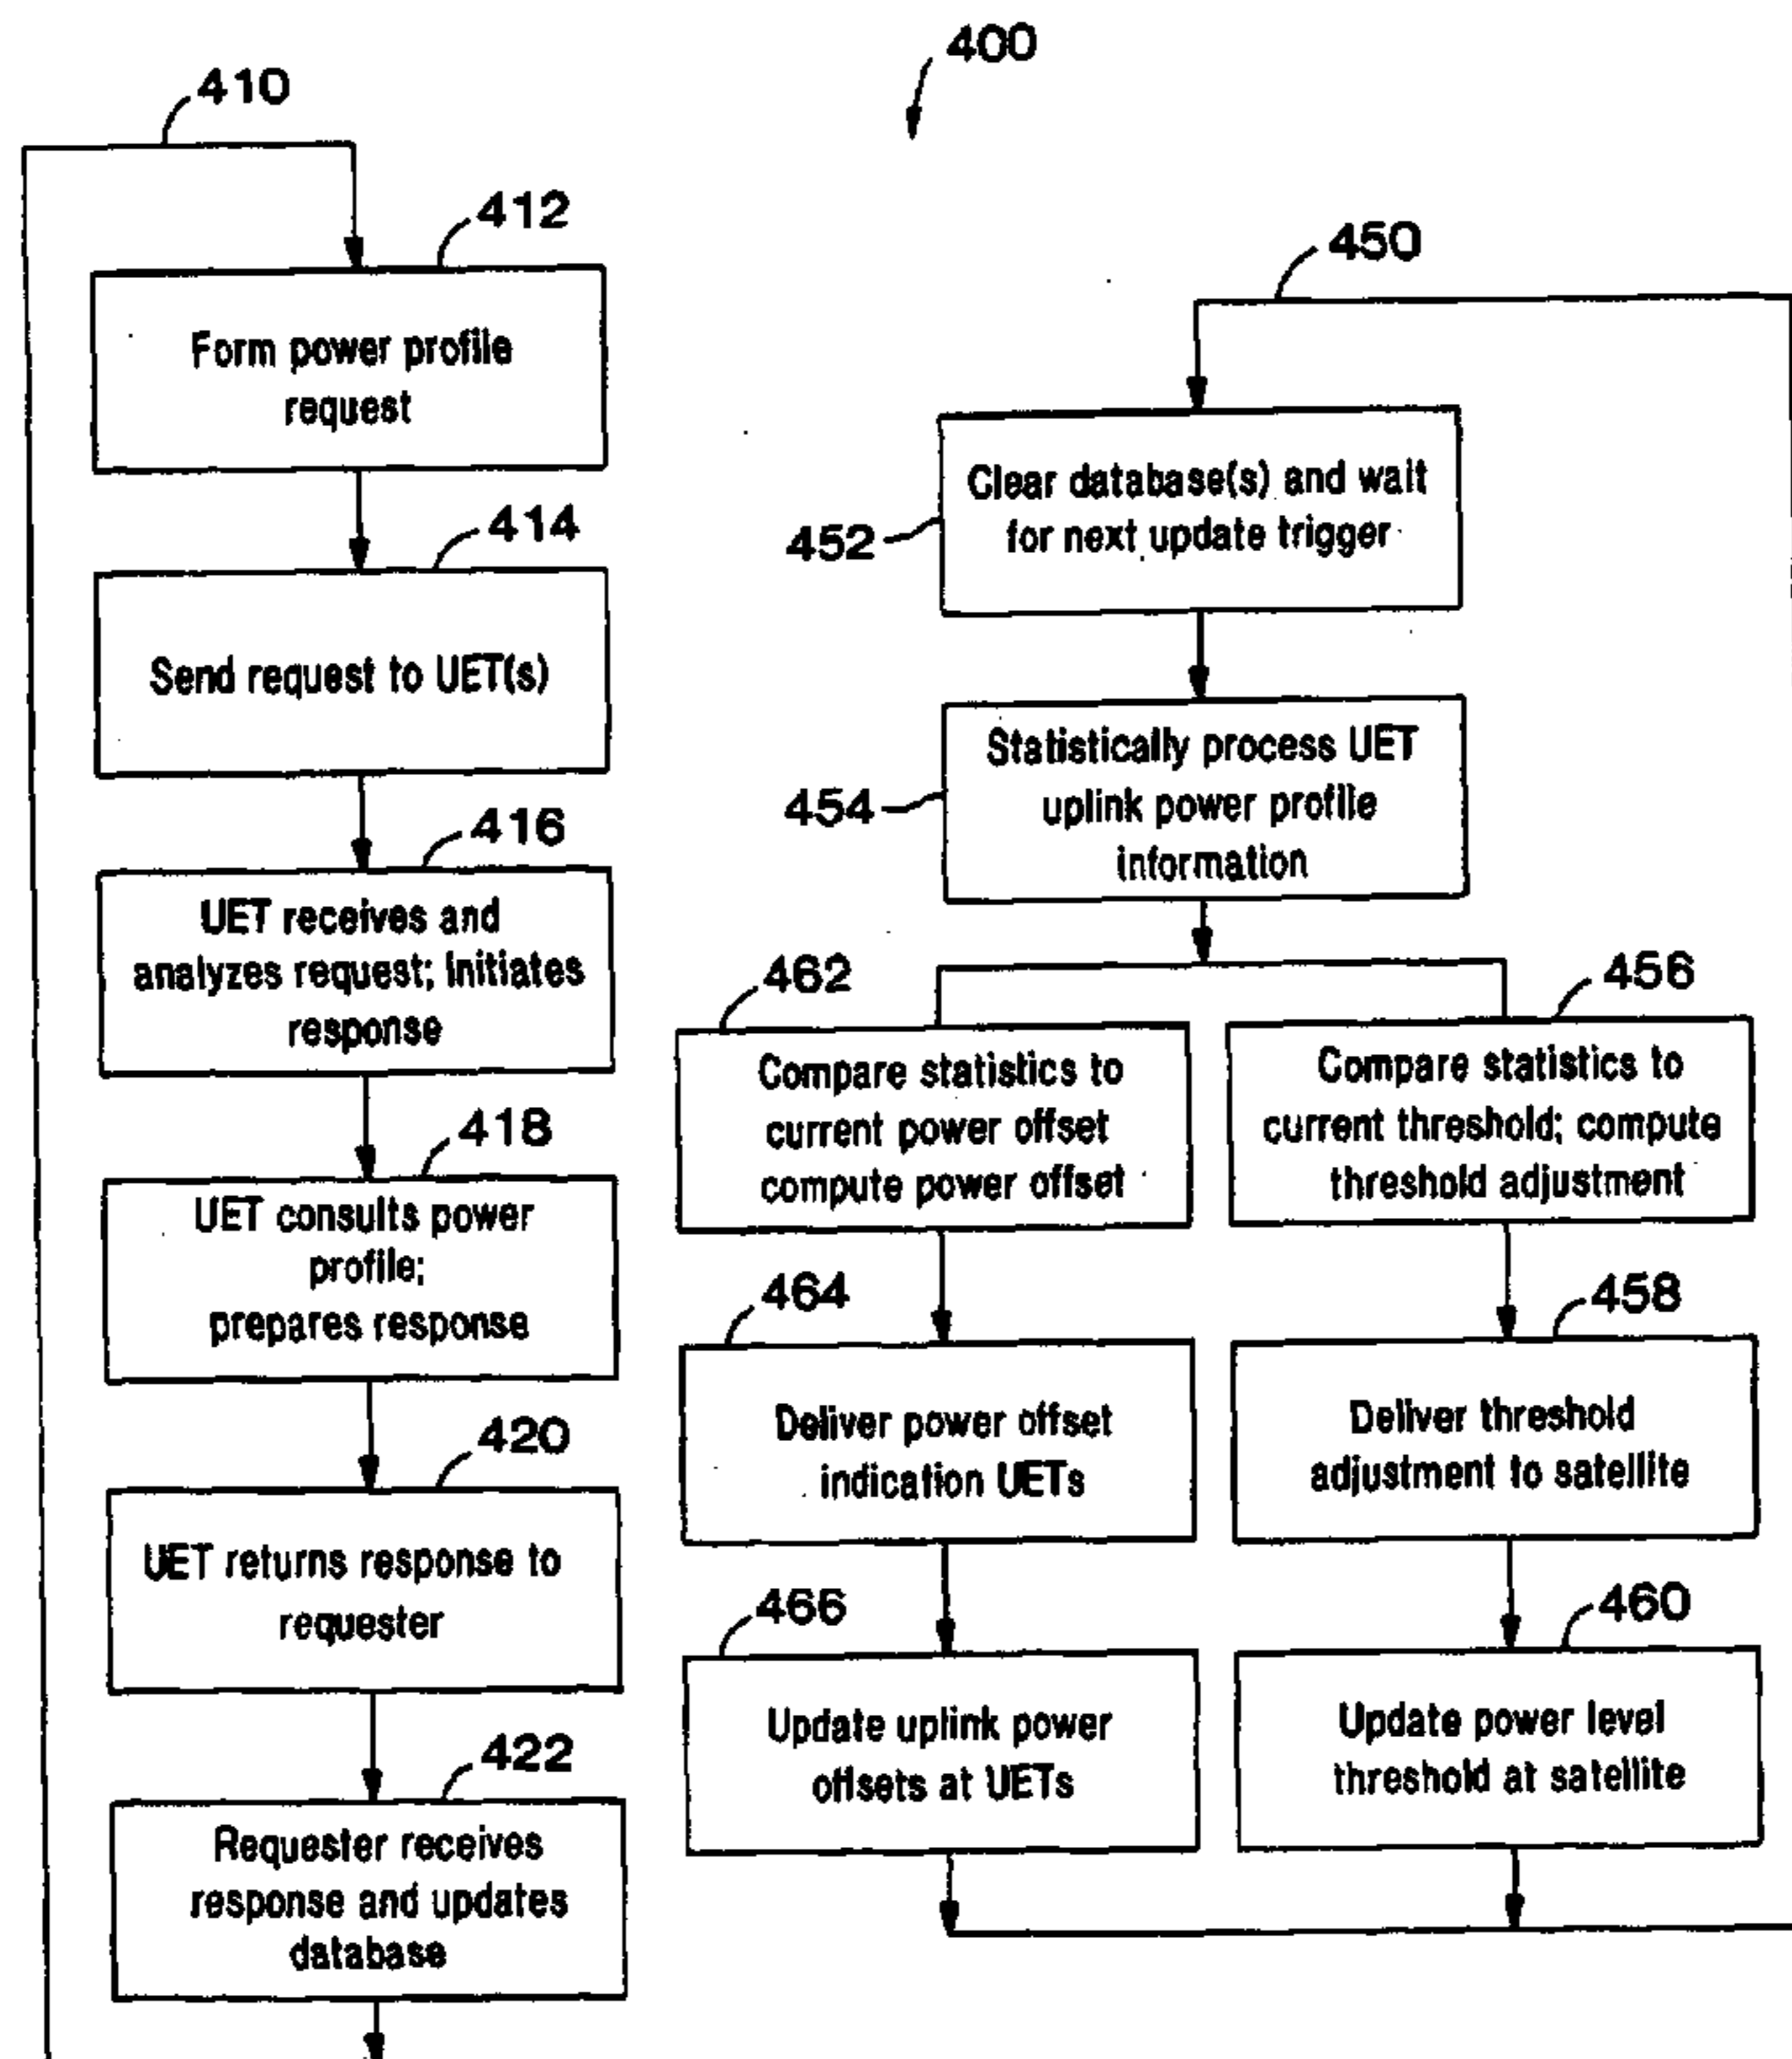 400
410
412
Form power profile
request
414
Send request to UET(s)
416
UET receives and
analyzes request; initiates
response
418
UET consults power
profile;
prepares response
420
UET returns response to
requester
422
Requester receives
response and updates
database
450
452
Clear database(s) and wait
for next update trigger
454
Statistically process UET
uplink power profile
information
462
Compare statistics to
current power offset
compute power offset
464
Deliver power offset
indication UETs
466
Update uplink power
offsets at UETs
456
Compare statistics to
current threshold; compute
threshold adjustment
458
Deliver threshold
adjustment to satellite
460
Update power level
threshold at satellite